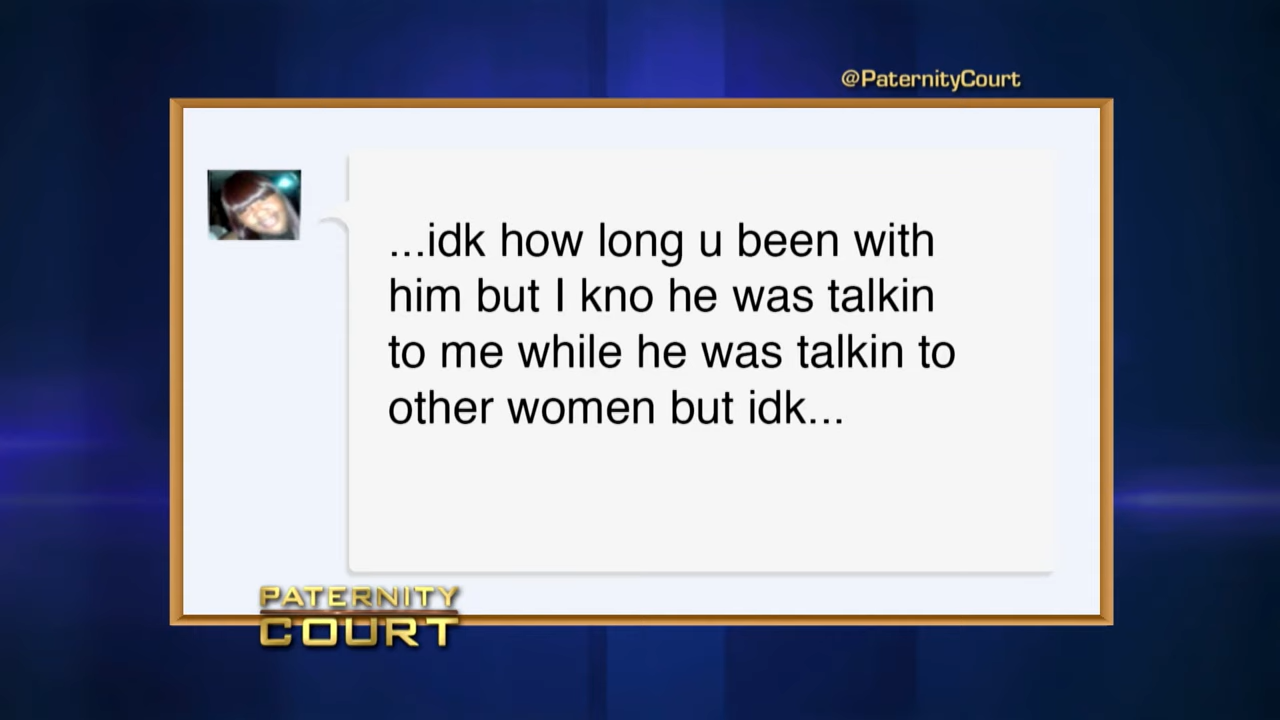 @PaternityCourt
...idk how long u been with
him but I kno he was talkin
to me while he was talkin to
other women but idk...
PATERNITY
COURT